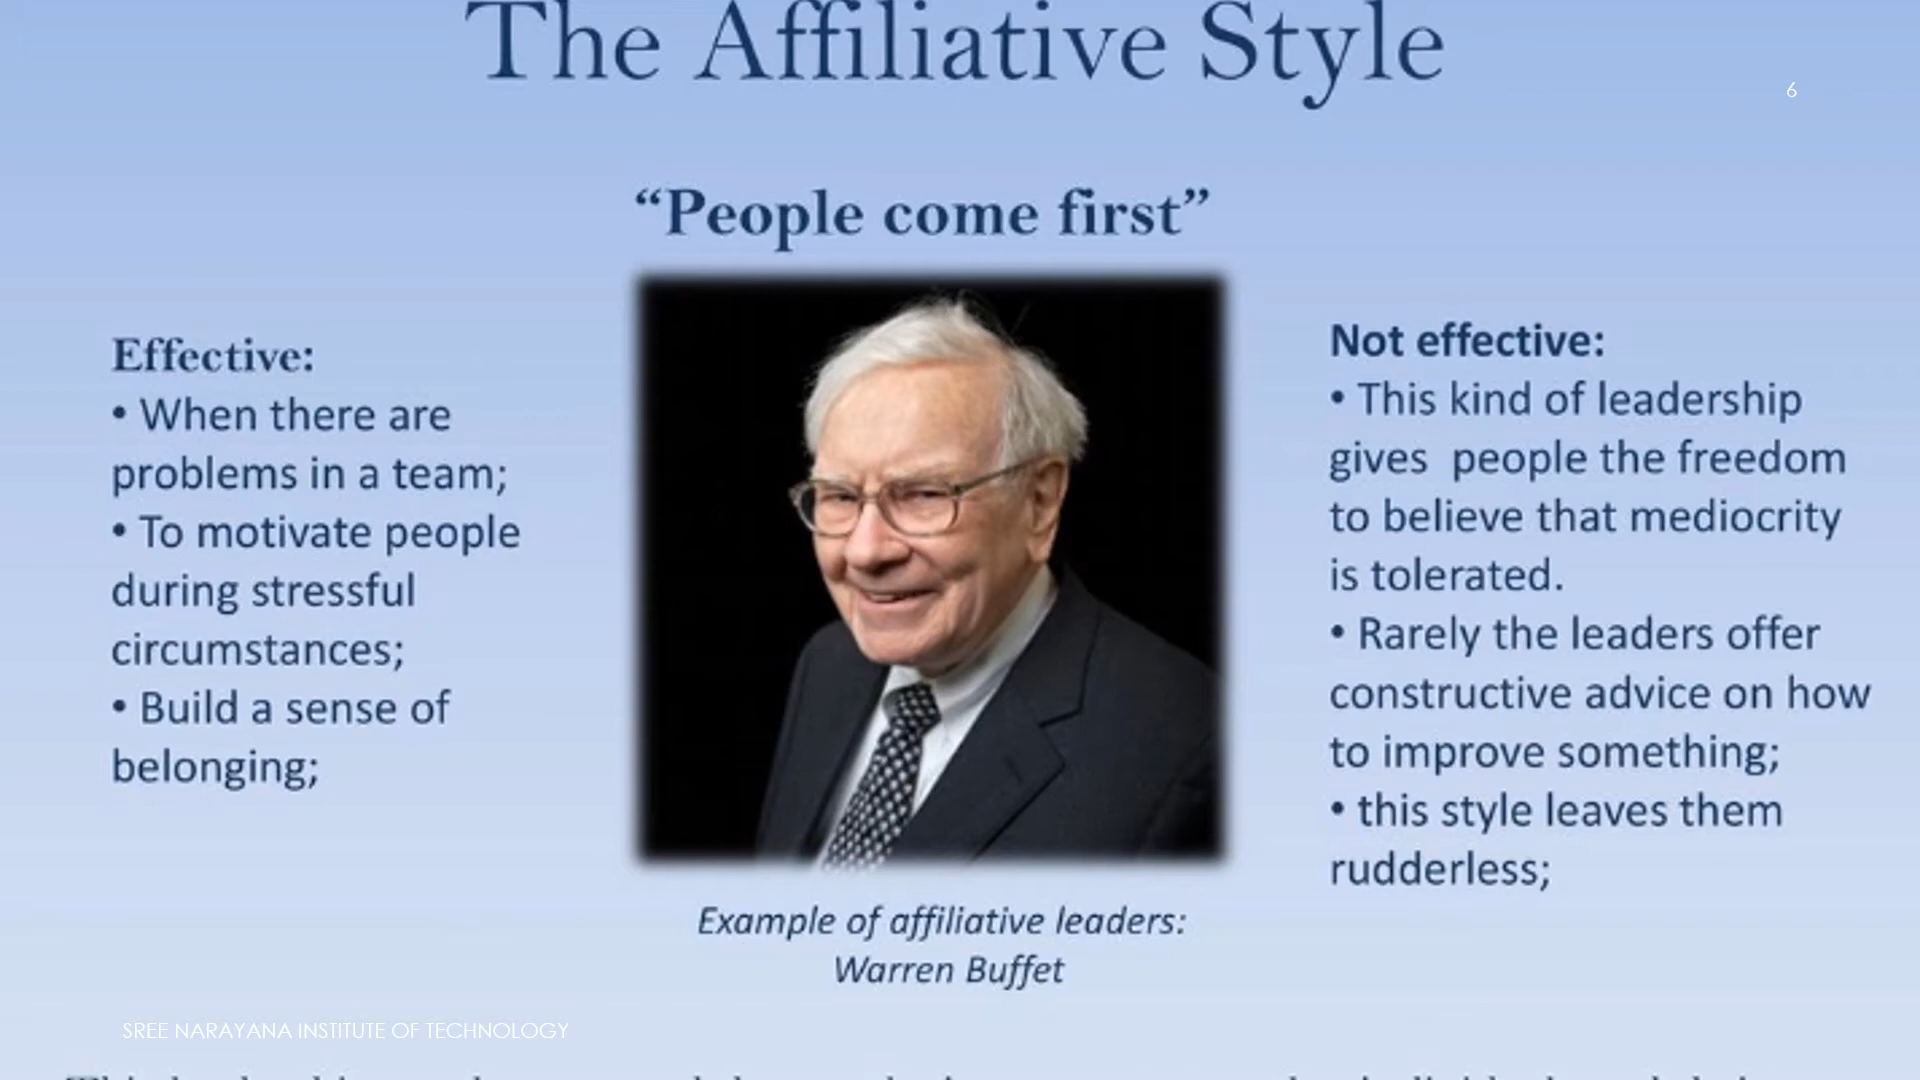 The Affiliative Style
6
“People come first”
Effective:
• When there are
problems in a team;
• To motivate people
during stressful
circumstances;
• Build a sense of
belonging;
Not effective:
• This kind of leadership
gives people the freedom
to believe that mediocrity
is tolerated.
• Rarely the leaders offer
constructive advice on how
to improve something;
• this style leaves them
rudderless;
Example of affiliative leaders:
Warren Buffet
SREE NARAYANA INSTITUTE OF TECHNOLOGY